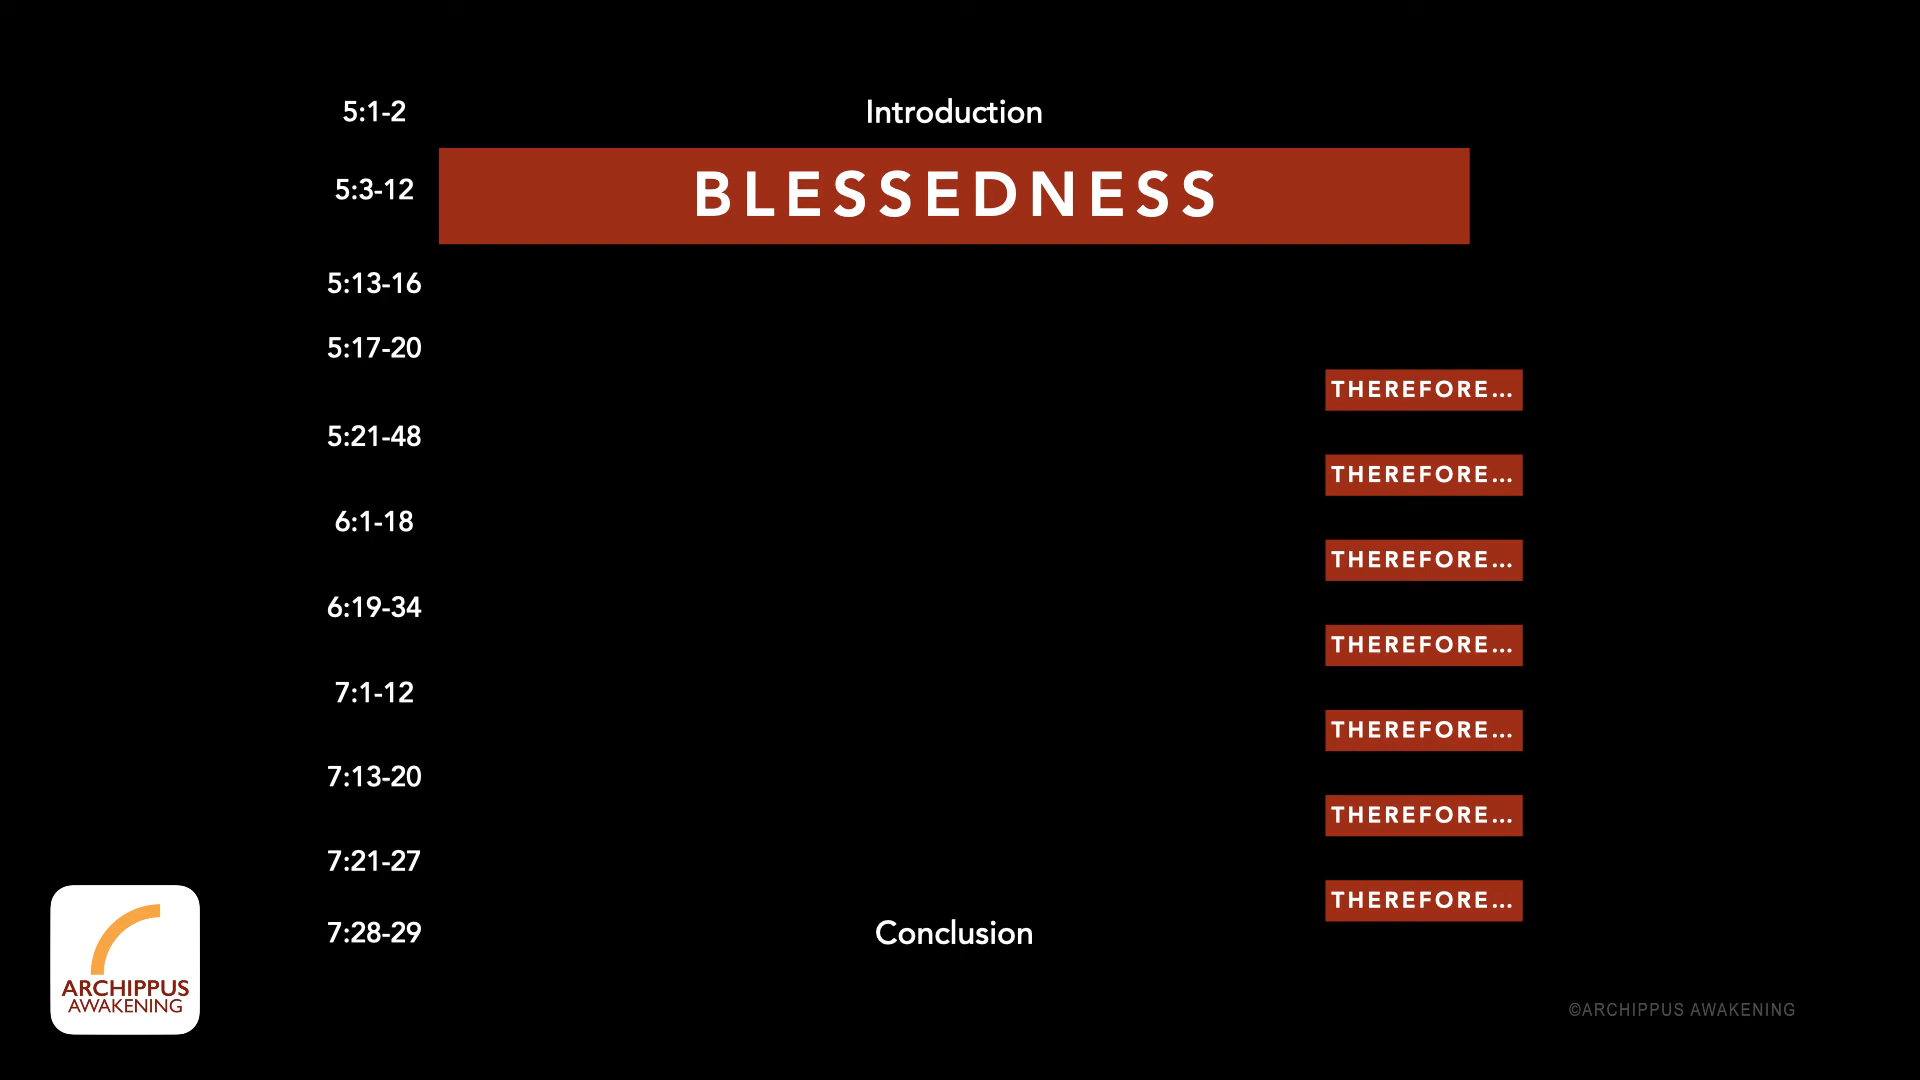 5:1-2 Introduction
5:3-12 BLESSEDNESS
5:13-16
5:17-20
THEREFORE...
5:21-48
THEREFORE...
6:1-18
THEREFORE...
6:19-34
THEREFORE...
7:1-12
THEREFORE...
7:13-20
THEREFORE...
7:21-27
THEREFORE...
7:28-29 Conclusion
ARCHIPPUS
AWAKENING
©ARCHIPPUS AWAKENING